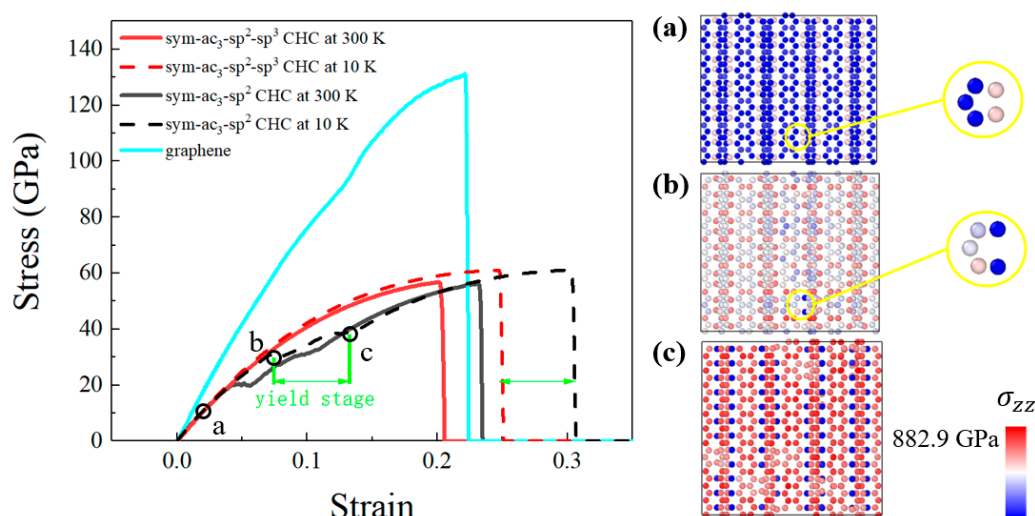 sym-ac₃-sp²-sp³ CHC at 300 K
sym-ac₃-sp²-sp³ CHC at 10 K
sym-ac₃-sp² CHC at 300 K
sym-ac₃-sp² CHC at 10 K
graphene
Stress (GPa)
140
120
100
80
60
40
20
0
0.0
0.1
0.2
0.3
Strain
a
b
c
yield stage
(a)
(b)
(c)
σzz
882.9 GPa